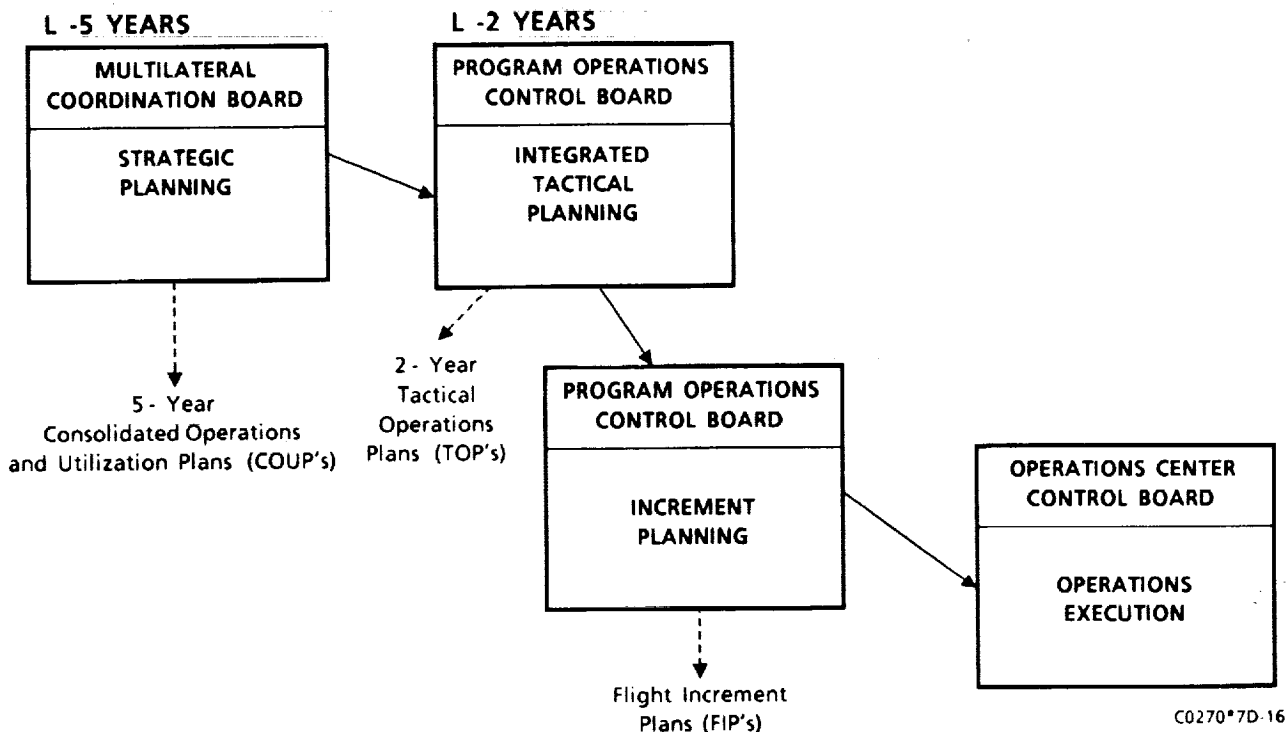 L -5 YEARS
MULTILATERAL
COORDINATION BOARD
STRATEGIC
PLANNING
5 - Year
Consolidated Operations
and Utilization Plans (COUP's)
L -2 YEARS
PROGRAM OPERATIONS
CONTROL BOARD
INTEGRATED
TACTICAL
PLANNING
2 - Year
Tactical
Operations
Plans (TOP's)
PROGRAM OPERATIONS
CONTROL BOARD
INCREMENT
PLANNING
Flight Increment
Plans (FIP's)
OPERATIONS CENTER
CONTROL BOARD
OPERATIONS
EXECUTION
C0270*7D-16